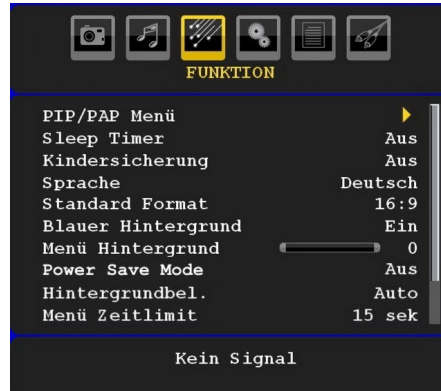 FUNKTION
PIP/PAP Menü
Sleep Timer Aus
Kindersicherung Aus
Sprache Deutsch
Standard Format 16:9
Blauer Hintergrund Ein
Menü Hintergrund 0
Power Save Mode Aus
Hintergrundbel. Auto
Menü Zeitlimit 15 sek
Kein Signal